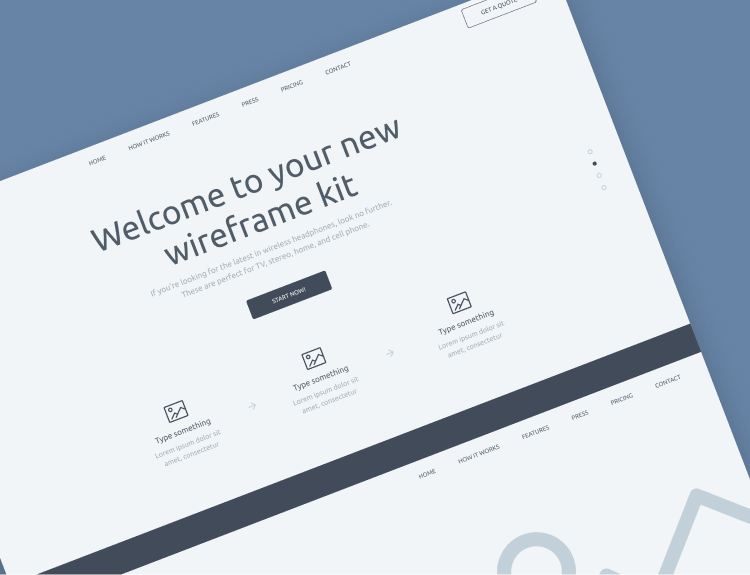 GET A QUOTE
HOME HOW IT WORKS FEATURES PRESS PRICING CONTACT
Welcome to your new
wireframe kit
If you're looking for the latest in wireless headphones, look no further.
These are perfect for TV, stereo, home, and cell phone.
START NOW!
Type something
Lorem ipsum dolor sit
amet, consectetur
Type something
Lorem ipsum dolor sit
amet, consectetur
Type something
Lorem ipsum dolor sit
amet, consectetur
HOME HOW IT WORKS FEATURES PRESS PRICING CONTACT